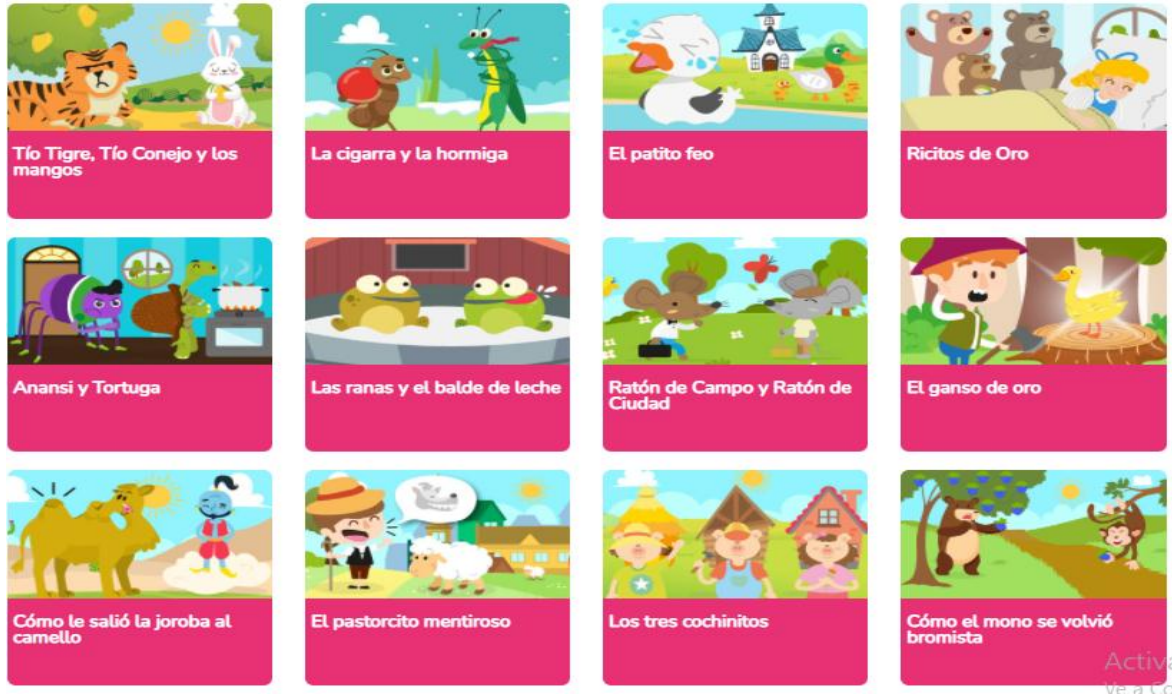 Tío Tigre, Tío Conejo y los
mangos
La cigarra y la hormiga
El patito feo
Ricitos de Oro
Anansi y Tortuga
Las ranas y el balde de leche
Ratón de Campo y Ratón de
Ciudad
El ganso de oro
Cómo le salió la joroba al
camello
El pastorcito mentiroso
Los tres cochinitos
Cómo el mono se volvió
bromista
Activa
Ve a Co